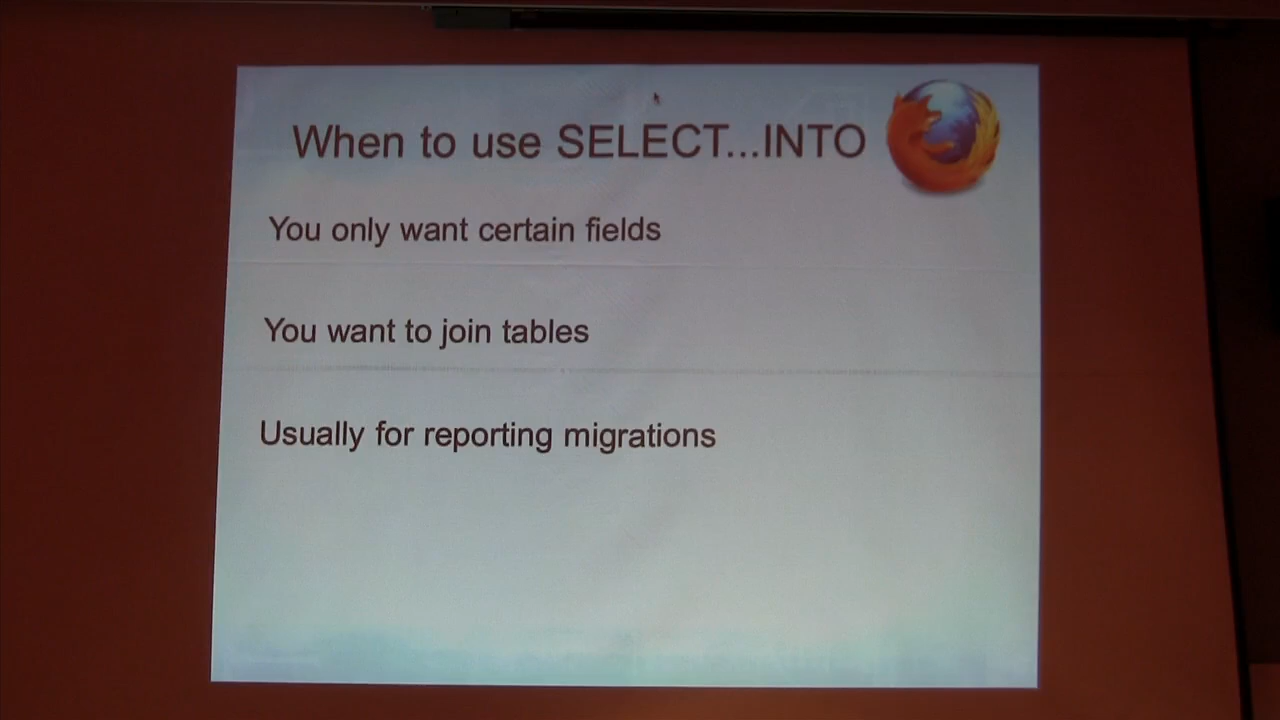 When to use SELECT...INTO
You only want certain fields
You want to join tables
Usually for reporting migrations